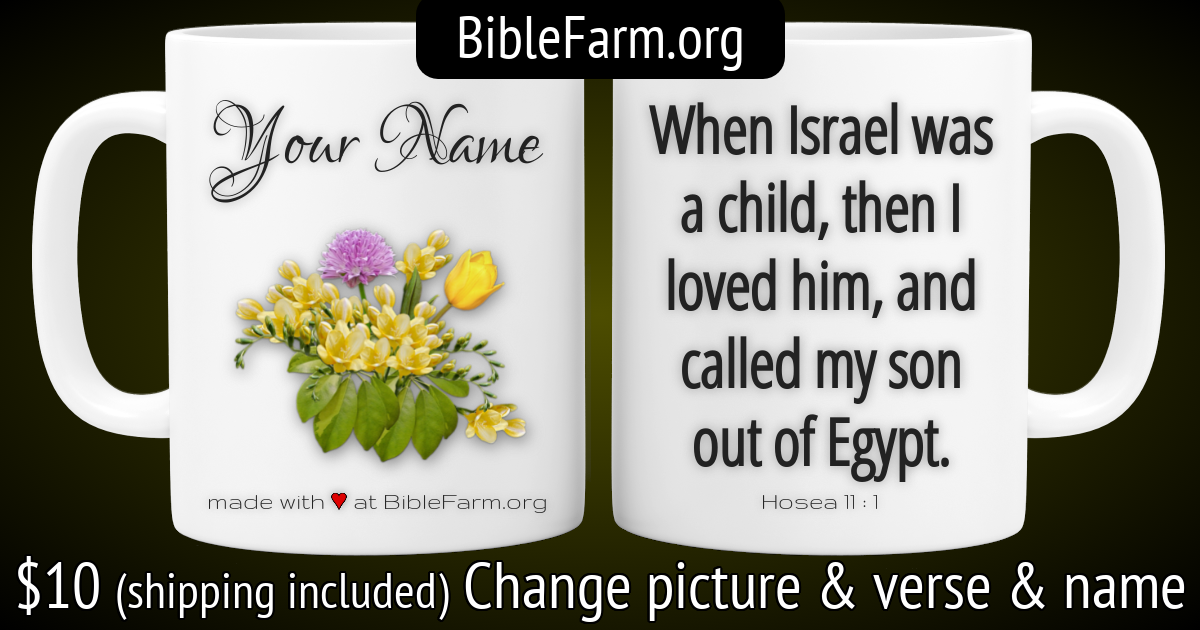 BibleFarm.org
Your Name
made with ♥ at BibleFarm.org
When Israel was
a child, then I
loved him, and
called my son
out of Egypt.
Hosea 11 : 1
$10 (shipping included) Change picture & verse & name